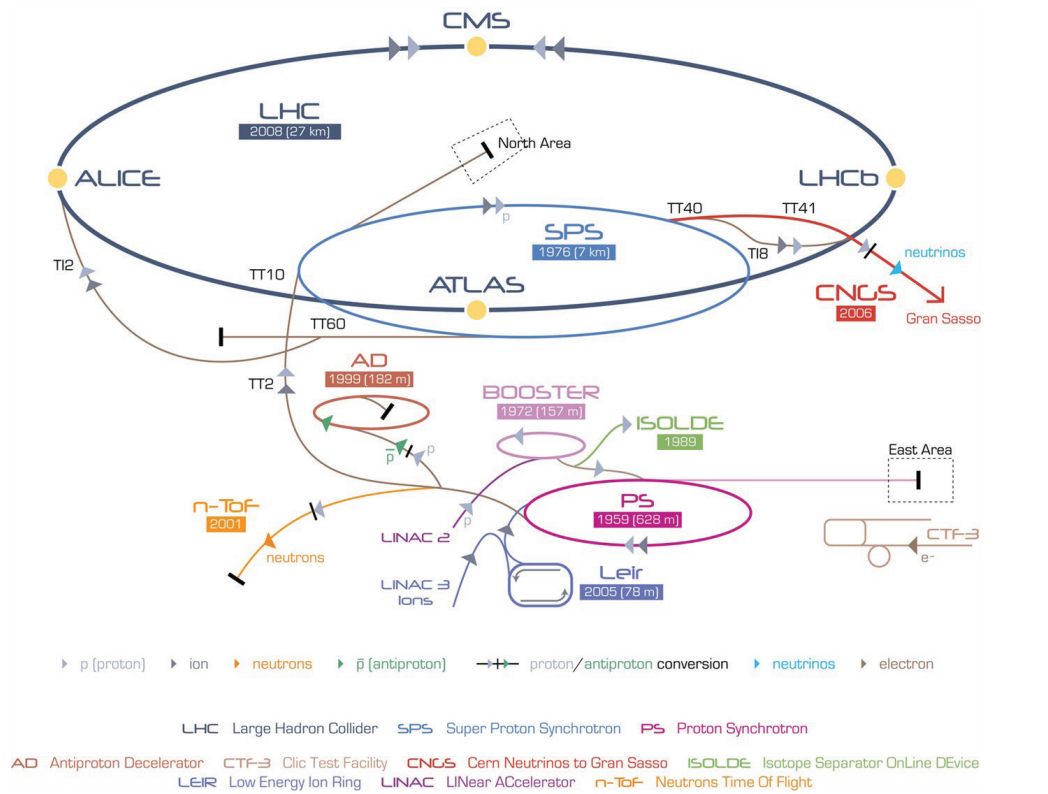 CMS
LHC
2008 (27 km)
North Area
ALICE
LHCb
TT40
TT41
p
SPS
1976 (7 km)
TI8
neutrinos
TI2
TT10
ATLAS
CNGS
2006
Gran Sasso
TT60
AD
1999 (182 m)
TT2
BOOSTER
1972 (157 m)
ISOLDE
1989
p
p̅
East Area
n-ToF
2001
PS
1959 (628 m)
p
LINAC 2
neutrons
CTF-3
e⁻
LINAC 3
Ions
Leir
2005 (78 m)
p (proton) ion neutrons p̅ (antiproton) proton/antiproton conversion neutrinos electron
LHC Large Hadron Collider SPS Super Proton Synchrotron PS Proton Synchrotron
AD Antiproton Decelerator CTF-3 Clic Test Facility CNGS Cern Neutrinos to Gran Sasso ISOLDE Isotope Separator OnLine DEvice
LEIR Low Energy Ion Ring LINAC LINear ACcelerator n-ToF Neutrons Time Of Flight